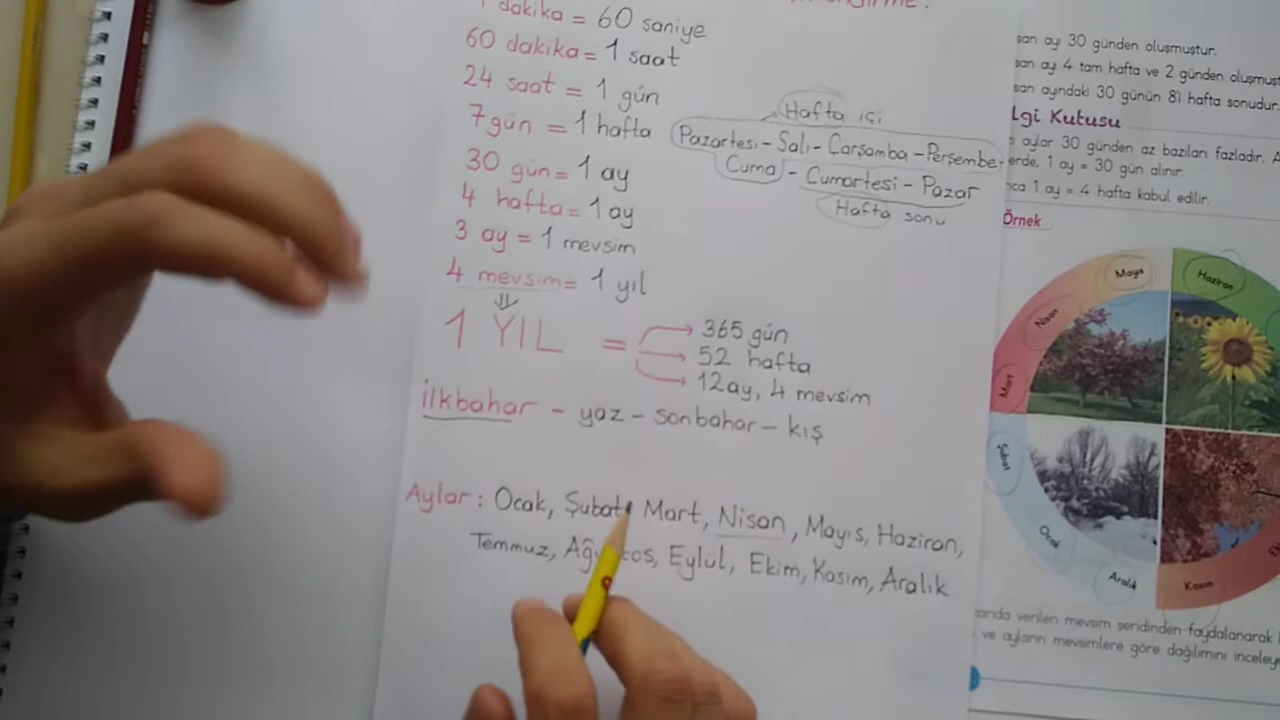 dakika = 60 saniye
60 dakika = 1 saat
24 saat = 1 gün
7 gün = 1 hafta
30 gün = 1 ay
4 hafta = 1 ay
3 ay = 1 mevsim
4 mevsim = 1 yıl
1 YIL = 365 gün
52 hafta
12 ay, 4 mevsim
İlkbahar - yaz - sonbahar - kış
Aylar: Ocak, Şubat, Mart, Nisan, Mayıs, Haziran,
Temmuz, Eylül, Ekim, Kasım, Aralık
Hafta içi
Pazartesi - Salı - Çarşamba - Perşembe -
Cuma - Cumartesi - Pazar
Hafta sonu
ayı 30 günden oluşmuştur.
ayı 4 tam hafta ve 2 günden
ayındaki 30 günün 8'i hafta sonudur.
Kutusu
aylar 30 günden az bazıları fazladır.
1 ay = 30 gün alınır.
1 ay = 4 hafta kabul edilir.
Örnek
Mayıs
Haziran
Nisan
Mart
Şubat
Ocak
Aralık
Kasım
verilen mevsim şeridinden faydalanarak
ve ayların mevsimlere göre dağılımını